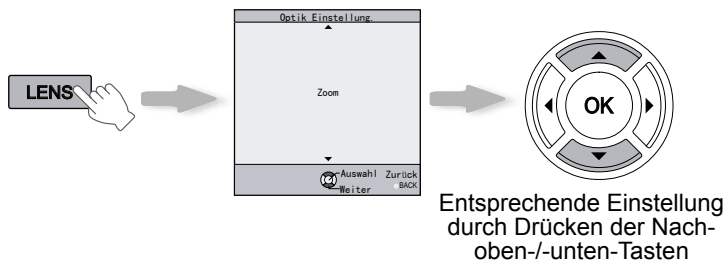 LENS
Optik Einstellung.
Zoom
Auswahl Zurück
Weiter BACK
OK
Entsprechende Einstellung
durch Drücken der Nach-
oben-/-unten-Tasten